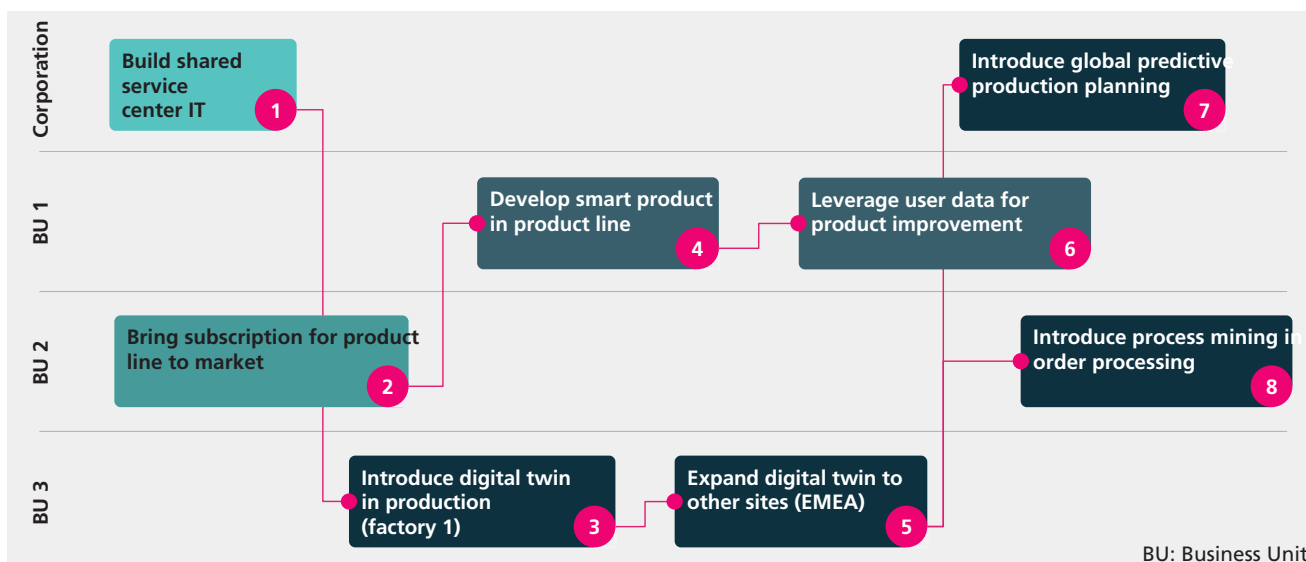 Corporation
Build shared
service
center IT
1
Introduce global predictive
production planning
7
BU 1
Develop smart product
in product line
4
Leverage user data for
product improvement
6
BU 2
Bring subscription for product
line to market
2
Introduce process mining in
order processing
8
BU 3
Introduce digital twin
in production
(factory 1)
3
Expand digital twin to
other sites (EMEA)
5
BU: Business Unit